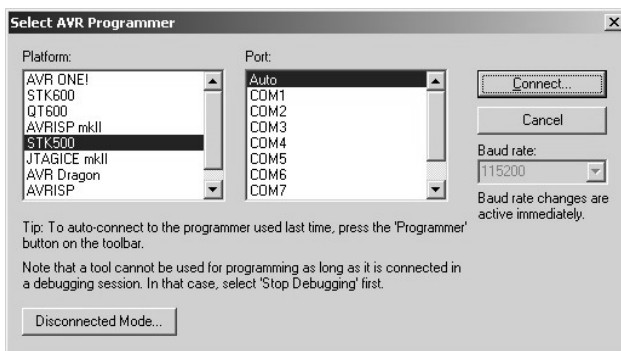 Select AVR Programmer
Platform:
AVR ONE!
STK600
QT600
AVRISP mkII
STK500
JTAGICE mkII
AVR Dragon
AVRISP
Port:
Auto
COM1
COM2
COM3
COM4
COM5
COM6
COM7
Connect...
Cancel
Baud rate:
115200
Baud rate changes are
active immediately.
Tip: To auto-connect to the programmer used last time, press the 'Programmer'
button on the toolbar.
Note that a tool cannot be used for programming as long as it is connected in
a debugging session. In that case, select 'Stop Debugging' first.
Disconnected Mode...